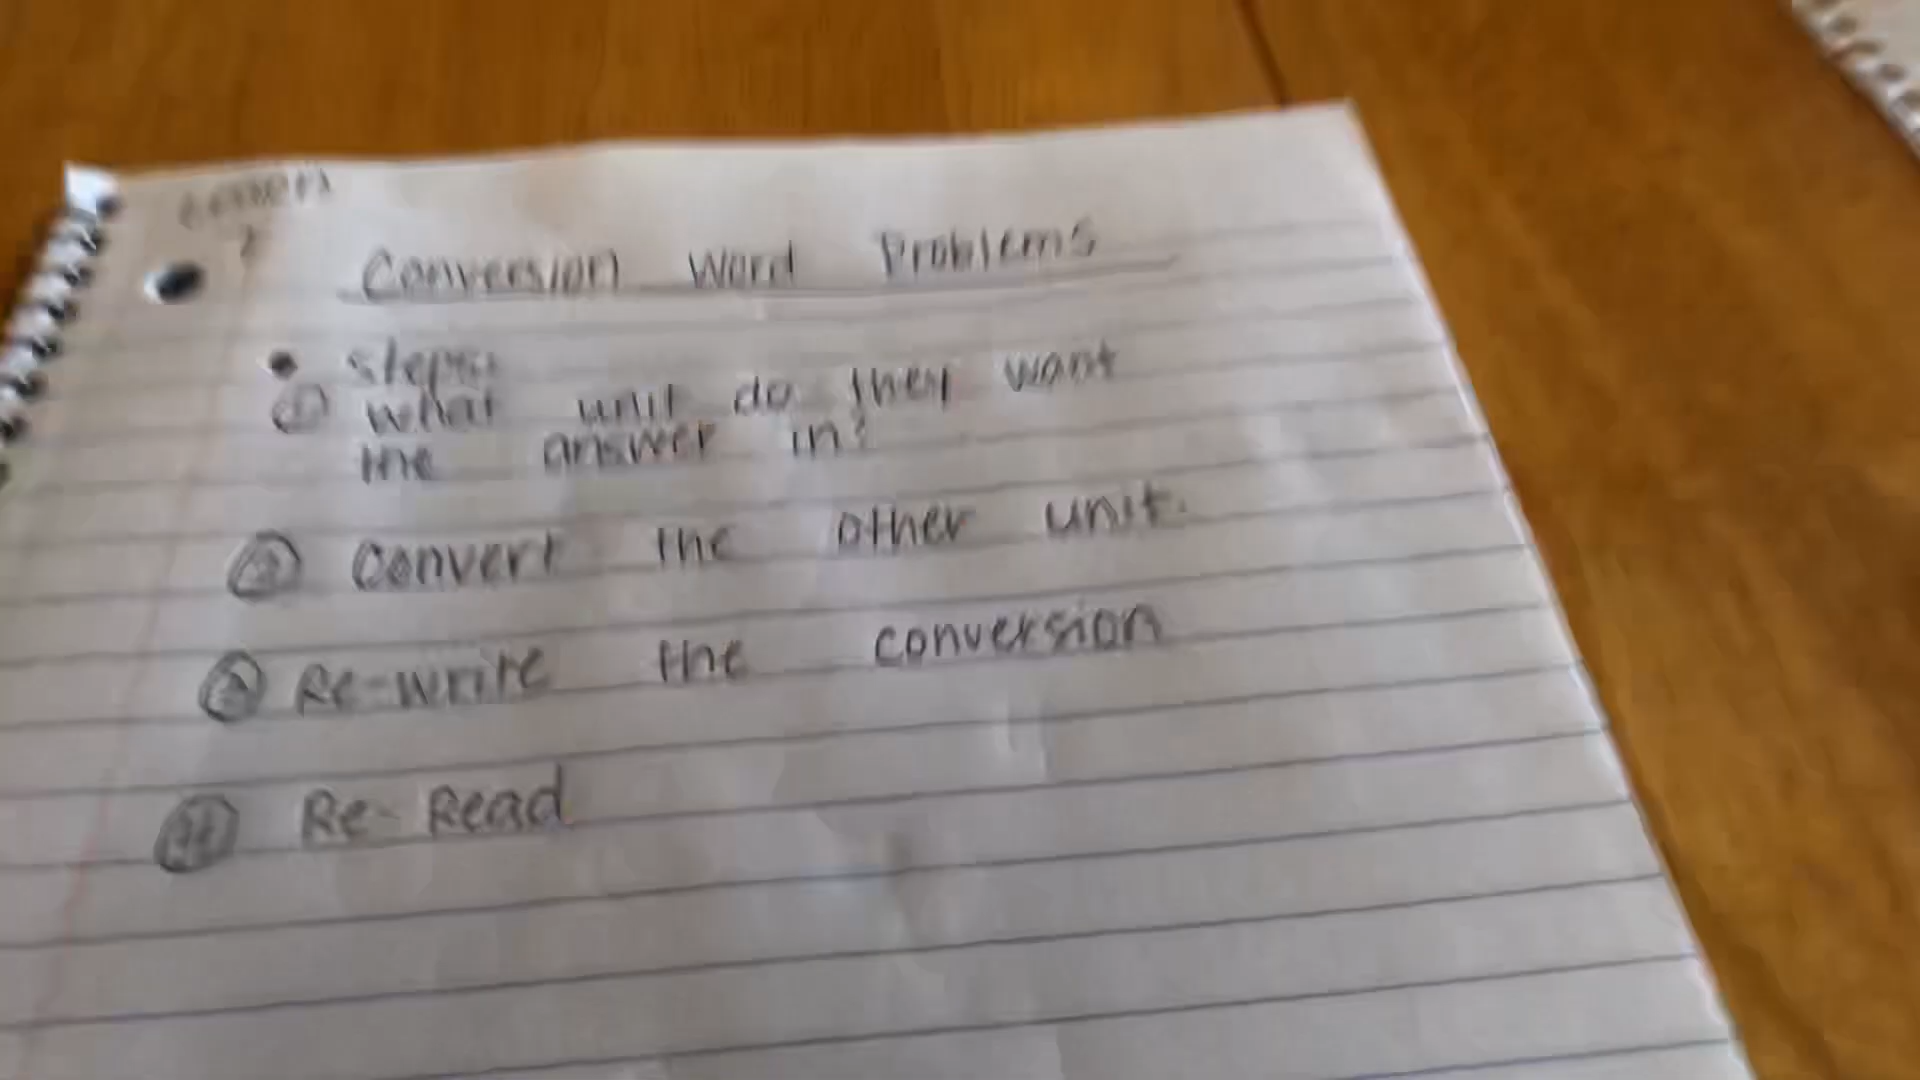 Conversion Word Problems
• steps:
① what unit do they want
the answer in?
② Convert the other unit.
③ Re-write the conversion
④ Re-Read